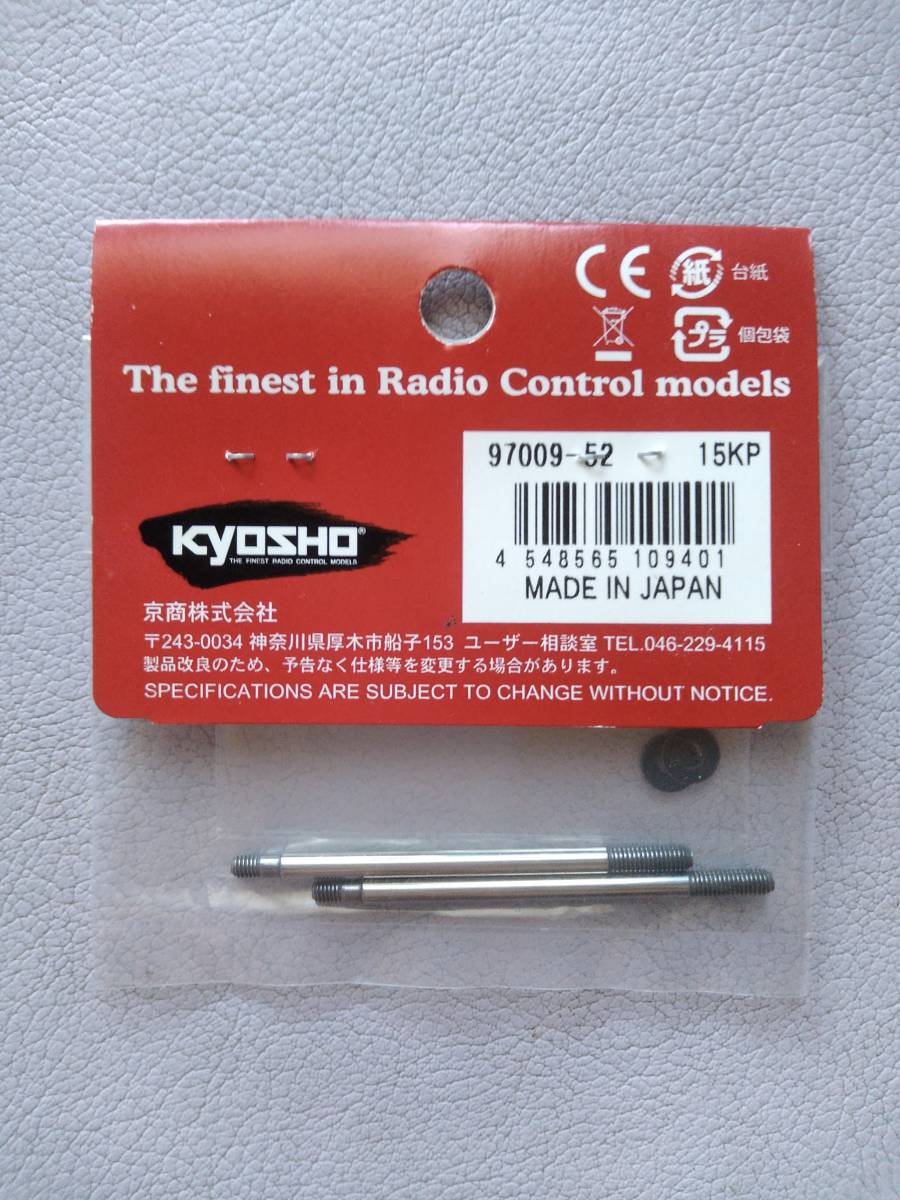 CE 紙 台紙
プラ 個包袋
The finest in Radio Control models
97009-52 15KP
4 548565 109401
MADE IN JAPAN
KYOSHO®
THE FINEST RADIO CONTROL MODELS
京商株式会社
〒243-0034 神奈川県厚木市船子153 ユーザー相談室 TEL.046-229-4115
製品改良のため、予告なく仕様等を変更する場合があります。
SPECIFICATIONS ARE SUBJECT TO CHANGE WITHOUT NOTICE.